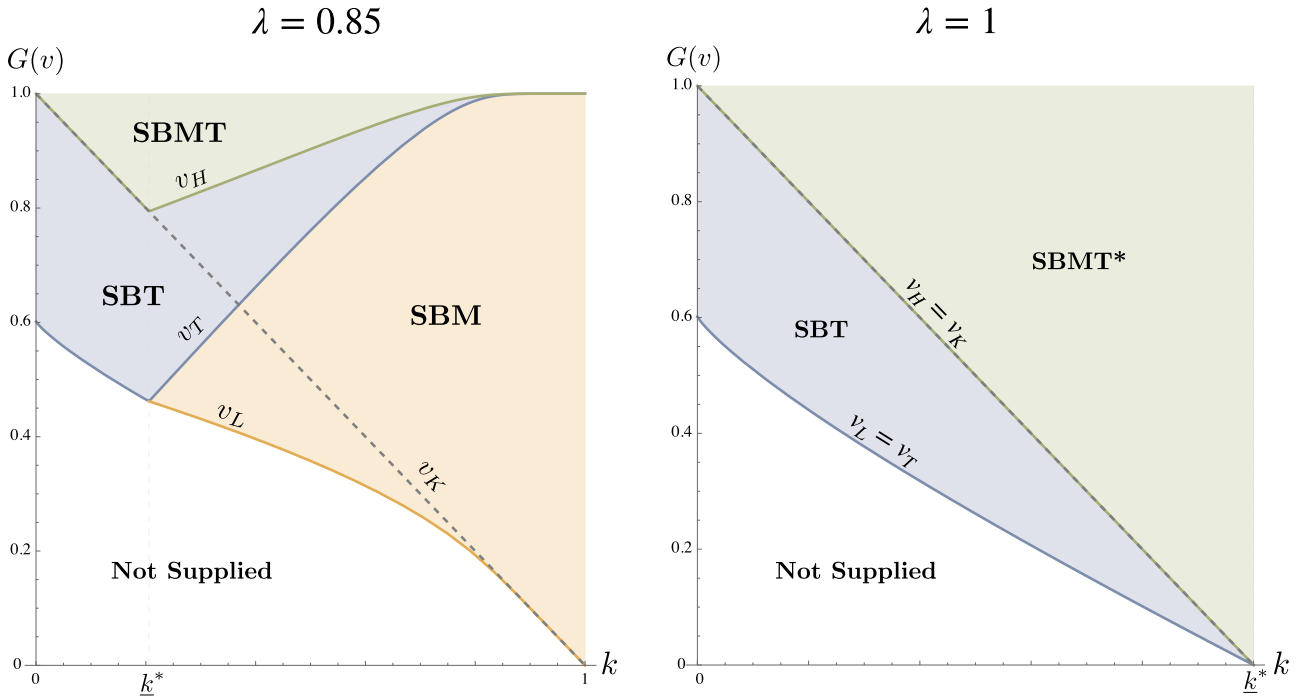 λ = 0.85
G(v)
1.0
0.8
0.6
0.4
0.2
0
SBMT
v_H
SBT
v_T
SBM
v_L
v_K
Not Supplied
0
k*
1
k
λ = 1
G(v)
1.0
0.8
0.6
0.4
0.2
0
SBMT*
v_H = v_K
SBT
v_L = v_T
Not Supplied
0
k*
k